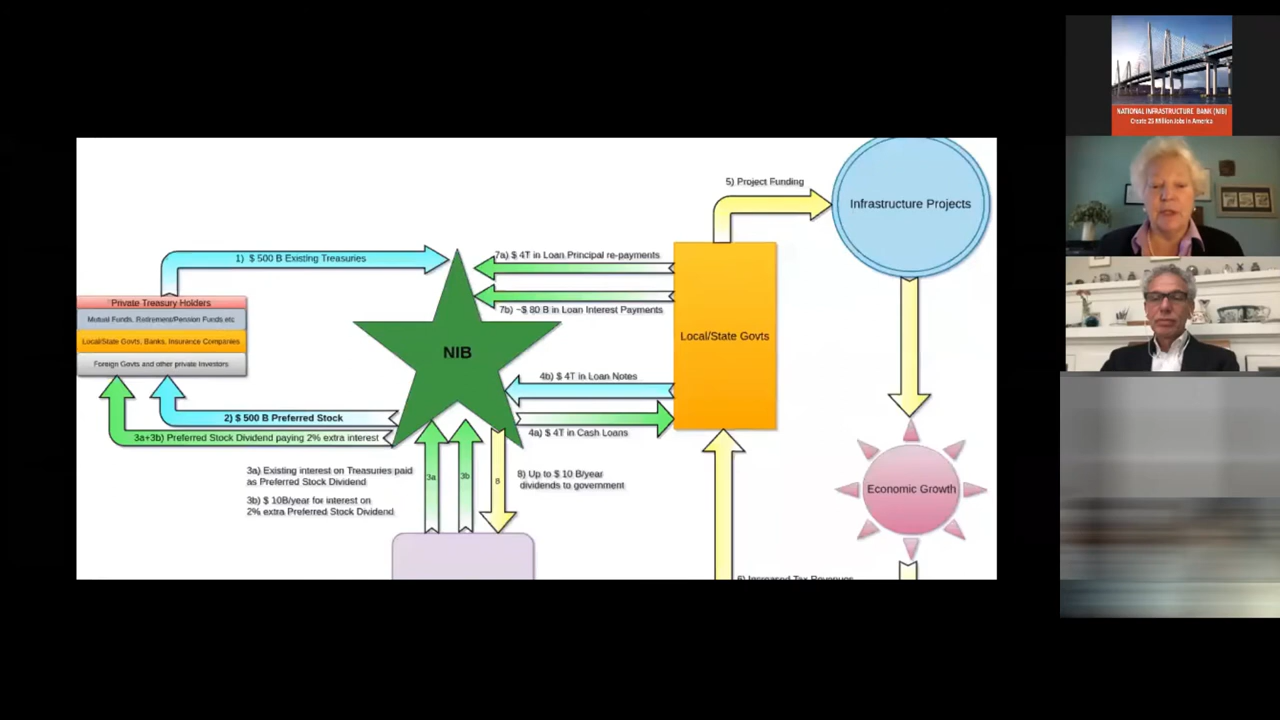 5) Project Funding
Infrastructure Projects
1) $ 500 B Existing Treasuries
7a) $ 4T in Loan Principal re-payments
Private Treasury Holders
Mutual Funds, Retirement/Pension Funds etc
Local/State Govts, Banks, Insurance Companies
Foreign Govts and other private Investors
7b) ~$ 80 B in Loan Interest Payments
NIB
Local/State Govts
4b) $ 4T in Loan Notes
2) $ 500 B Preferred Stock
4a) $ 4T in Cash Loans
3a+3b) Preferred Stock Dividend paying 2% extra interest
3a) Existing interest on Treasuries paid
as Preferred Stock Dividend
3b) $ 10B/year for interest on
2% extra Preferred Stock Dividend
3a
3b
8
8) Up to $ 10 B/year
dividends to government
Economic Growth
6) Increased Tax Revenues
NATIONAL INFRASTRUCTURE BANK (NIB)
Create 25 Million Jobs in America